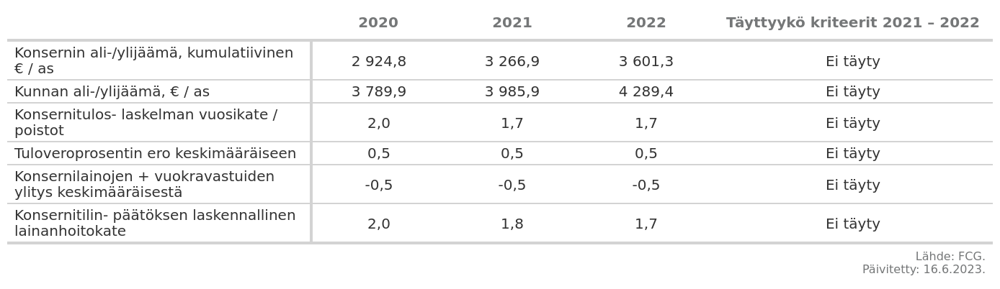 2020 2021 2022 Täyttyykö kriteerit 2021 – 2022
Konsernin ali-/ylijäämä, kumulatiivinen
€ / as
2 924,8 3 266,9 3 601,3 Ei täyty
Kunnan ali-/ylijäämä, € / as 3 789,9 3 985,9 4 289,4 Ei täyty
Konsernitulos- laskelman vuosikate /
poistot
2,0 1,7 1,7 Ei täyty
Tuloveroprosentin ero keskimääräiseen 0,5 0,5 0,5 Ei täyty
Konsernilainojen + vuokravastuiden
ylitys keskimääräisestä
-0,5 -0,5 -0,5 Ei täyty
Konsernitilin- päätöksen laskennallinen
lainanhoitokate
2,0 1,8 1,7 Ei täyty
Lähde: FCG.
Päivitetty: 16.6.2023.